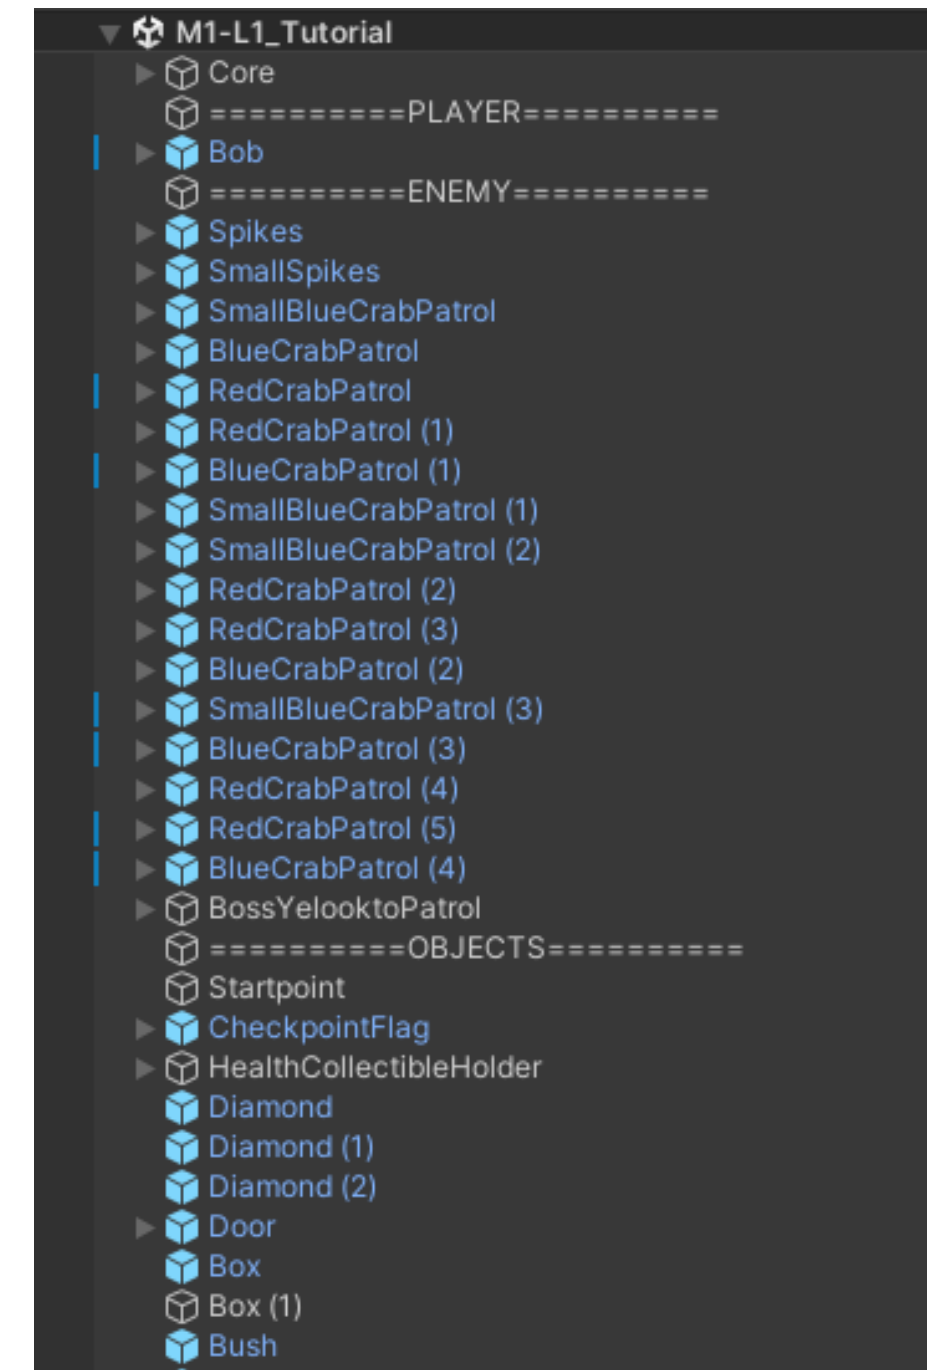 M1-L1_Tutorial
Core
==========PLAYER==========
Bob
==========ENEMY==========
Spikes
SmallSpikes
SmallBlueCrabPatrol
BlueCrabPatrol
RedCrabPatrol
RedCrabPatrol (1)
BlueCrabPatrol (1)
SmallBlueCrabPatrol (1)
SmallBlueCrabPatrol (2)
RedCrabPatrol (2)
RedCrabPatrol (3)
BlueCrabPatrol (2)
SmallBlueCrabPatrol (3)
BlueCrabPatrol (3)
RedCrabPatrol (4)
RedCrabPatrol (5)
BlueCrabPatrol (4)
BossYelooktoPatrol
==========OBJECTS==========
Startpoint
CheckpointFlag
HealthCollectibleHolder
Diamond
Diamond (1)
Diamond (2)
Door
Box
Box (1)
Bush